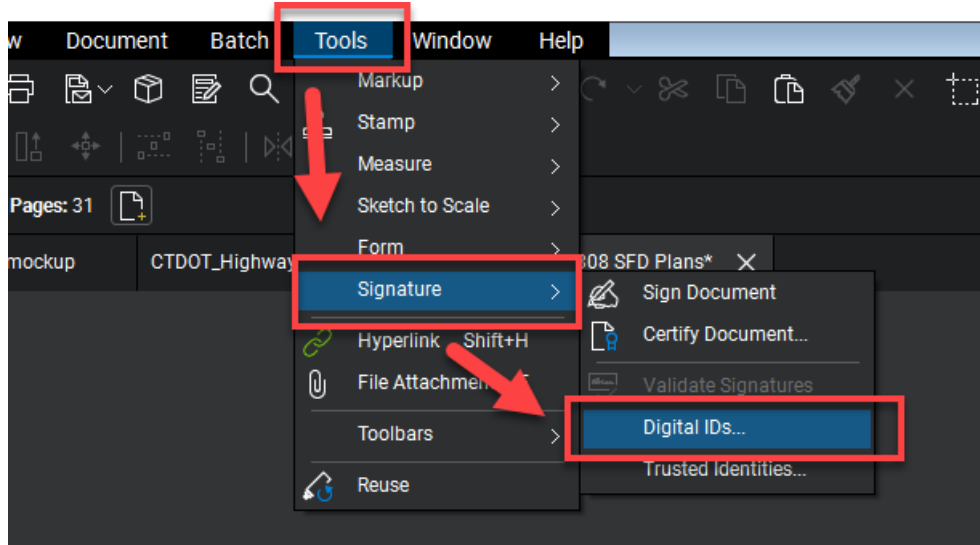 w Document Batch Tools Window Help
Markup
Stamp
Measure
Pages: 31
Sketch to Scale
Form
mockup CTDOT_Highway 308 SFD Plans*
Signature
Sign Document
Hyperlink Shift+H
Certify Document...
File Attachmen
Validate Signatures
Toolbars
Digital IDs...
Trusted Identities...
Reuse